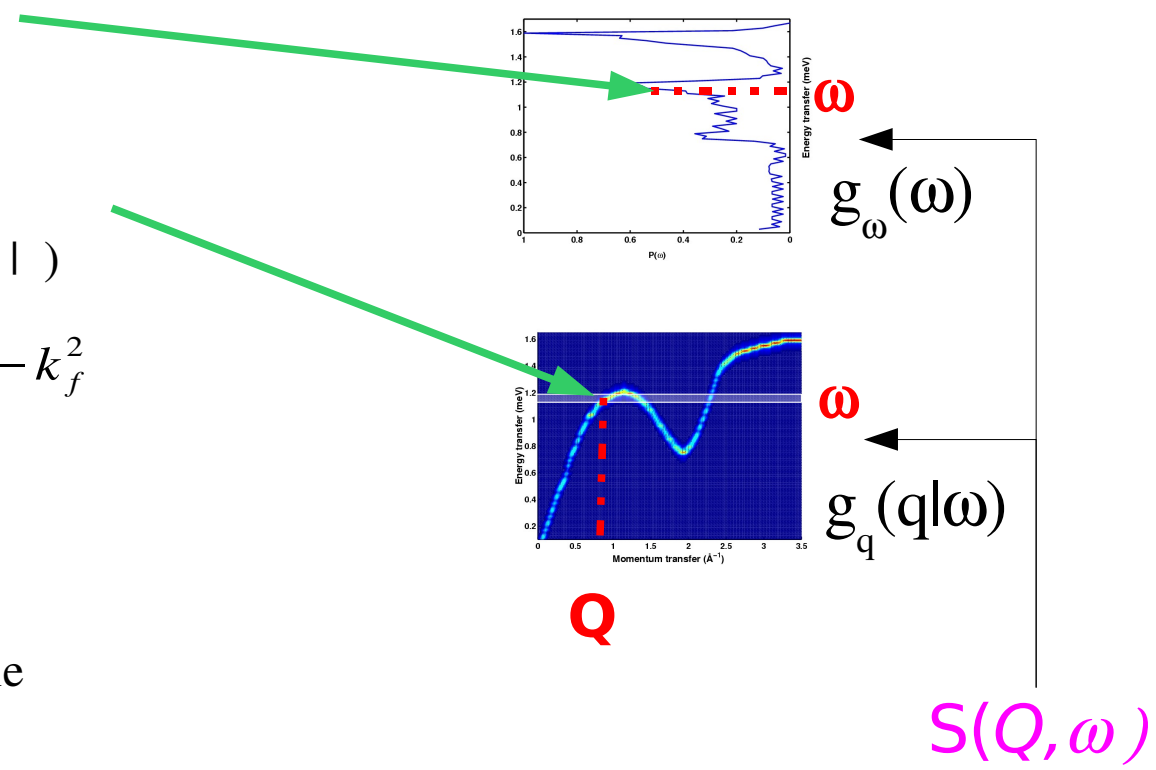 | )
− k_f^2
e
1.6
1.4
1.2
1
0.8
0.6
0.4
0.2
0
1 0.8 0.6 0.4 0.2 0
P(ω)
Energy transfer (meV)
ω
g_ω(ω)
1.6
1.4
1.2
1
0.8
0.6
0.4
0.2
0 0.5 1 1.5 2 2.5 3 3.5
Energy transfer (meV)
Momentum transfer (Å⁻¹)
ω
g_q(q|ω)
Q
S(Q,ω)